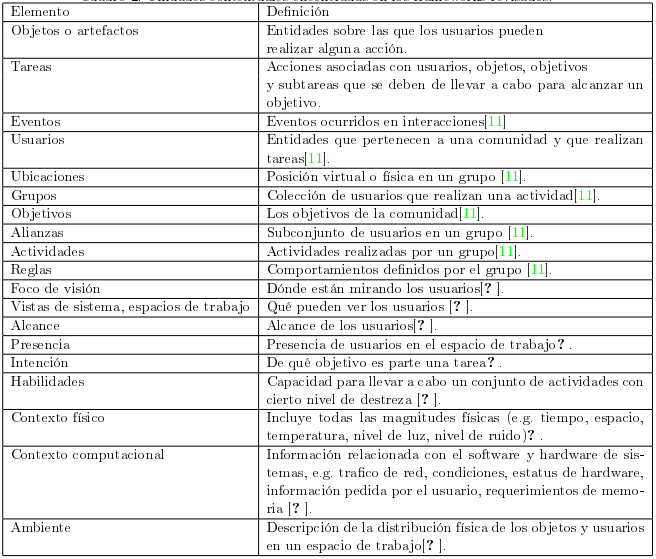 Elemento Definición
Objetos o artefactos Entidades sobre las que los usuarios pueden
realizar alguna acción.
Tareas Acciones asociadas con usuarios, objetos, objetivos
y subtareas que se deben de llevar a cabo para alcanzar un
objetivo.
Eventos Eventos ocurridos en interacciones[11]
Usuarios Entidades que pertenecen a una comunidad y que realizan
tareas[11].
Ubicaciones Posición virtual o física en un grupo [11].
Grupos Colección de usuarios que realizan una actividad[11].
Objetivos Los objetivos de la comunidad[11].
Alianzas Subconjunto de usuarios en un grupo [11].
Actividades Actividades realizadas por un grupo[11].
Reglas Comportamientos definidos por el grupo [11].
Foco de visión Dónde están mirando los usuarios[? ].
Vistas de sistema, espacios de trabajo Qué pueden ver los usuarios [? ].
Alcance Alcance de los usuarios[? ].
Presencia Presencia de usuarios en el espacio de trabajo? .
Intención De qué objetivo es parte una tarea? .
Habilidades Capacidad para llevar a cabo un conjunto de actividades con
cierto nivel de destreza [? ].
Contexto físico Incluye todas las magnitudes físicas (e.g. tiempo, espacio,
temperatura, nivel de luz, nivel de ruido)? .
Contexto computacional Información relacionada con el software y hardware de sis-
temas, e.g. trafico de red, condiciones, estatus de hardware,
información pedida por el usuario, requerimientos de memo-
ria [? ].
Ambiente Descripción de la distribución física de los objetos y usuarios
en un espacio de trabajo[? ].